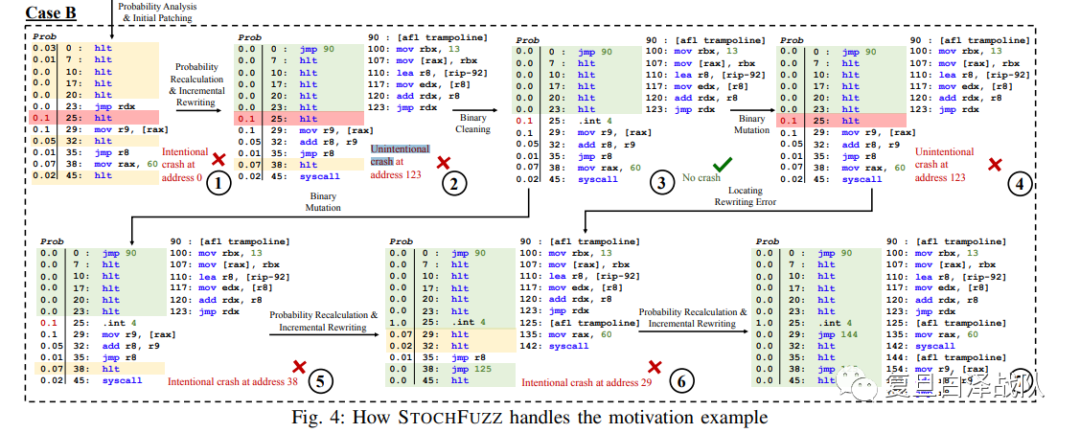 Case B
Probability Analysis
& Initial Patching
Prob
0.03 0 : hlt
0.01 7 : hlt
0.0 10: hlt
0.0 17: hlt
0.0 20: hlt
0.0 23: jmp rdx
0.1 25: hlt
0.1 29: mov r9, [rax]
0.05 32: hlt
0.01 35: jmp r8
0.07 38: mov rax, 60
0.02 45: hlt
Intentional
crash at
address 0
1
Probability
Recalculation
& Incremental
Rewriting
Prob
0.0 0 : jmp 90
0.0 7 : hlt
0.0 10: hlt
0.0 17: hlt
0.0 20: hlt
0.0 23: hlt
0.1 25: hlt
0.1 29: mov r9, [rax]
0.05 32: add r8, r9
0.01 35: jmp r8
0.07 38: hlt
0.02 45: syscall
90 : [afl trampoline]
100: mov rbx, 13
107: mov [rax], rbx
110: lea r8, [rip-92]
117: mov edx, [r8]
120: add rdx, r8
123: jmp rdx
Unintentional
crash at
address 123
2
Binary
Cleaning
Prob
0.0 0 : jmp 90
0.0 7 : hlt
0.0 10: hlt
0.0 17: hlt
0.0 20: hlt
0.0 23: hlt
0.1 25: .int 4
0.1 29: mov r9, [rax]
0.05 32: add r8, r9
0.01 35: jmp r8
0.07 38: mov rax, 60
0.02 45: syscall
90 : [afl trampoline]
100: mov rbx, 13
107: mov [rax], rbx
110: lea r8, [rip-92]
117: mov edx, [r8]
120: add rdx, r8
123: jmp rdx
No crash
3
Binary
Mutation
Prob
0.0 0 : jmp 90
0.0 7 : hlt
0.0 10: hlt
0.0 17: hlt
0.0 20: hlt
0.0 23: hlt
0.1 25: hlt
0.1 29: mov r9, [rax]
0.05 32: add r8, r9
0.01 35: jmp r8
0.07 38: mov rax, 60
0.02 45: syscall
90 : [afl trampoline]
100: mov rbx, 13
107: mov [rax], rbx
110: lea r8, [rip-92]
117: mov edx, [r8]
120: add rdx, r8
123: jmp rdx
Unintentional
crash at
address 123
4
Binary
Mutation
Locating
Rewriting Error
Prob
0.0 0 : jmp 90
0.0 7 : hlt
0.0 10: hlt
0.0 17: hlt
0.0 20: hlt
0.0 23: hlt
0.1 25: .int 4
0.1 29: mov r9, [rax]
0.05 32: add r8, r9
0.01 35: jmp r8
0.07 38: hlt
0.02 45: syscall
90 : [afl trampoline]
100: mov rbx, 13
107: mov [rax], rbx
110: lea r8, [rip-92]
117: mov edx, [r8]
120: add rdx, r8
123: jmp rdx
Intentional crash at address 38
5
Probability Recalculation &
Incremental Rewriting
Prob
0.0 0 : jmp 90
0.0 7 : hlt
0.0 10: hlt
0.0 17: hlt
0.0 20: hlt
0.0 23: hlt
1.0 25: .int 4
0.07 29: hlt
0.02 32: hlt
0.01 35: jmp r8
0.0 38: jmp 125
0.0 45: hlt
90 : [afl trampoline]
100: mov rbx, 13
107: mov [rax], rbx
110: lea r8, [rip-92]
117: mov edx, [r8]
120: add rdx, r8
123: jmp rdx
125: [afl trampoline]
135: mov rax, 60
142: syscall
Intentional crash at address 29
6
Probability Recalculation &
Incremental Rewriting
Prob
0.0 0 : jmp 90
0.0 7 : hlt
0.0 10: hlt
0.0 17: hlt
0.0 20: hlt
0.0 23: hlt
1.0 25: .int 4
0.0 29: jmp 144
0.0 32: hlt
0.0 35: hlt
0.0 38: jmp
0.0 45: hlt
90 : [afl trampoline]
100: mov rbx, 13
107: mov [rax], rbx
110: lea r8, [rip-92]
117: mov edx, [r8]
120: add rdx, r8
123: jmp rdx
125: [afl trampoline]
135: mov rax, 60
142: syscall
144: [afl trampoline]
154: mov r9, [rax]
复旦白泽战队
Fig. 4: How STOCHFUZZ handles the motivation example